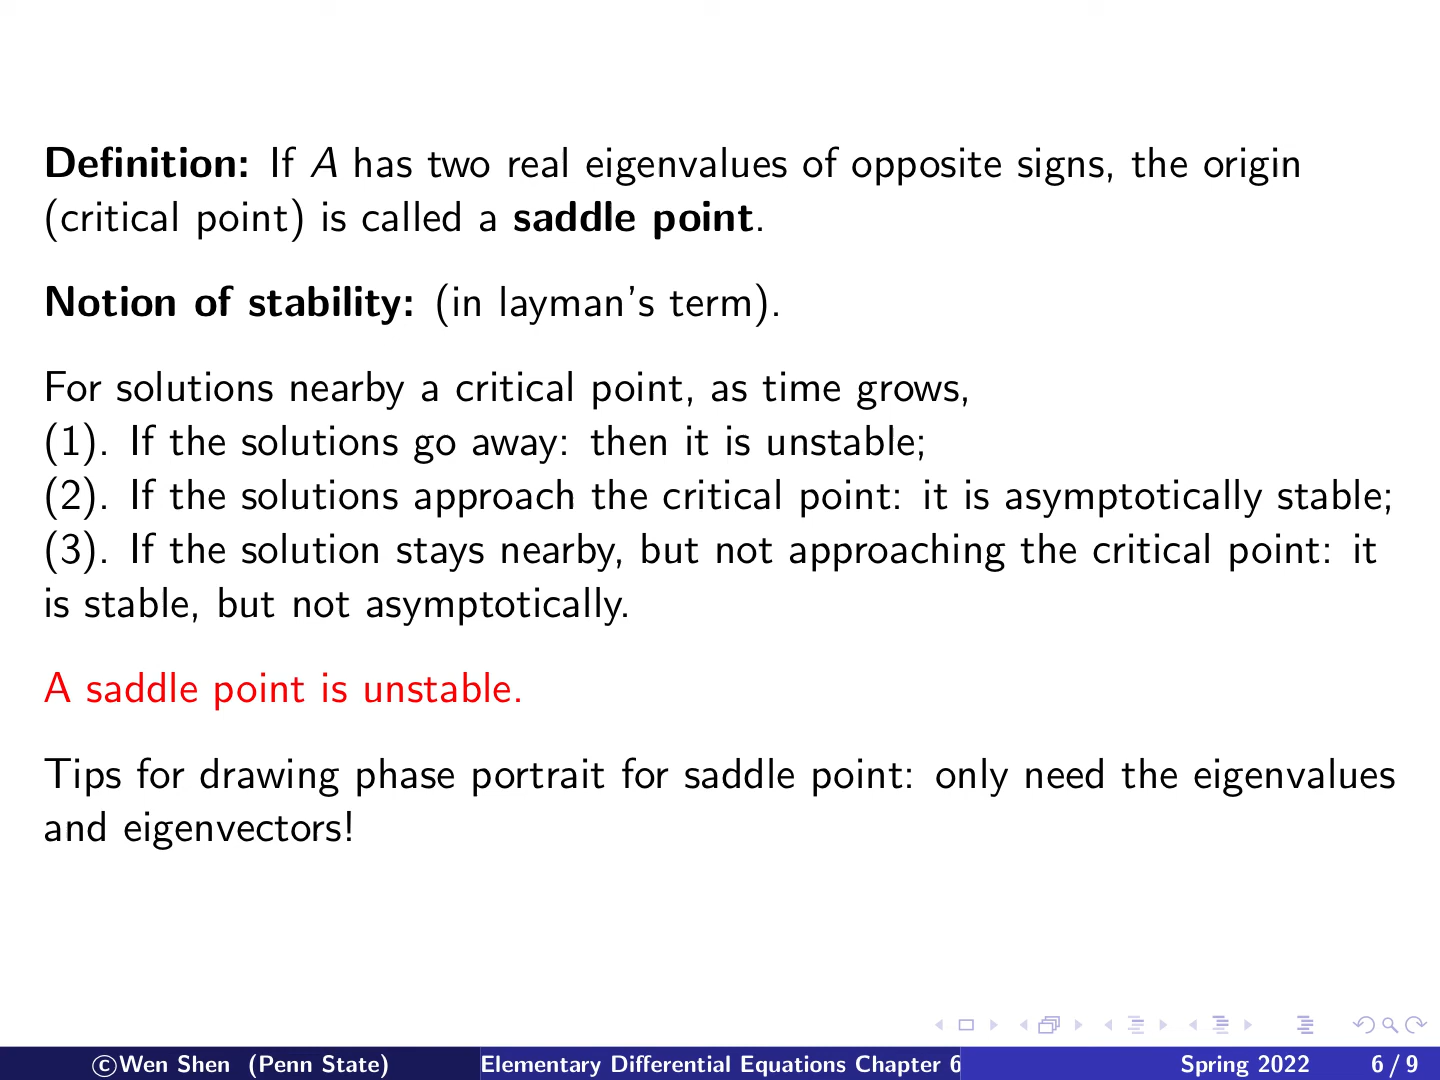 Definition: If A has two real eigenvalues of opposite signs, the origin
(critical point) is called a saddle point.
Notion of stability: (in layman's term).
For solutions nearby a critical point, as time grows,
(1). If the solutions go away: then it is unstable;
(2). If the solutions approach the critical point: it is asymptotically stable;
(3). If the solution stays nearby, but not approaching the critical point: it
is stable, but not asymptotically.
A saddle point is unstable.
Tips for drawing phase portrait for saddle point: only need the eigenvalues
and eigenvectors!
©Wen Shen (Penn State) Elementary Differential Equations Chapter 6 Spring 2022 6 / 9